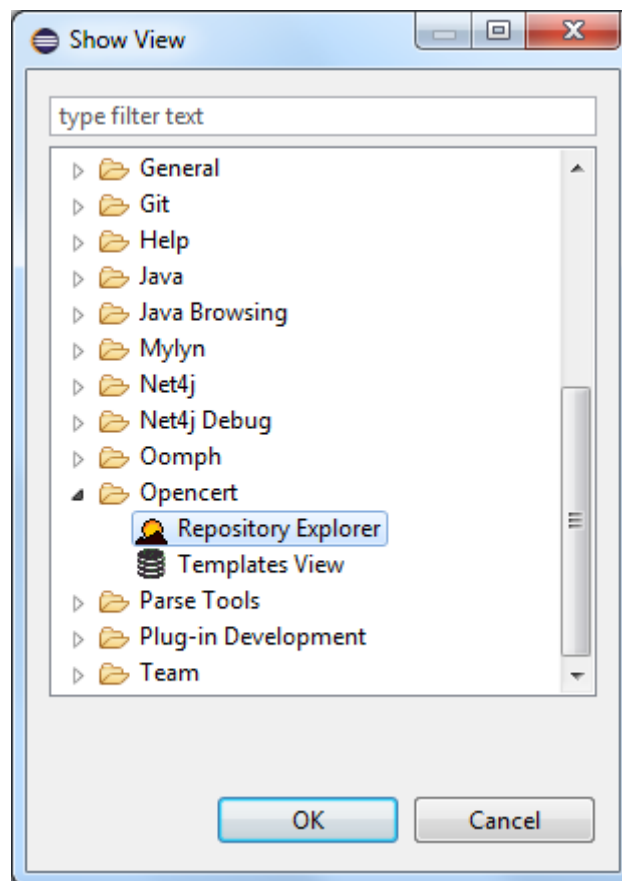 Show View
type filter text
General
Git
Help
Java
Java Browsing
Mylyn
Net4j
Net4j Debug
Oomph
Opencert
Repository Explorer
Templates View
Parse Tools
Plug-in Development
Team
OK Cancel